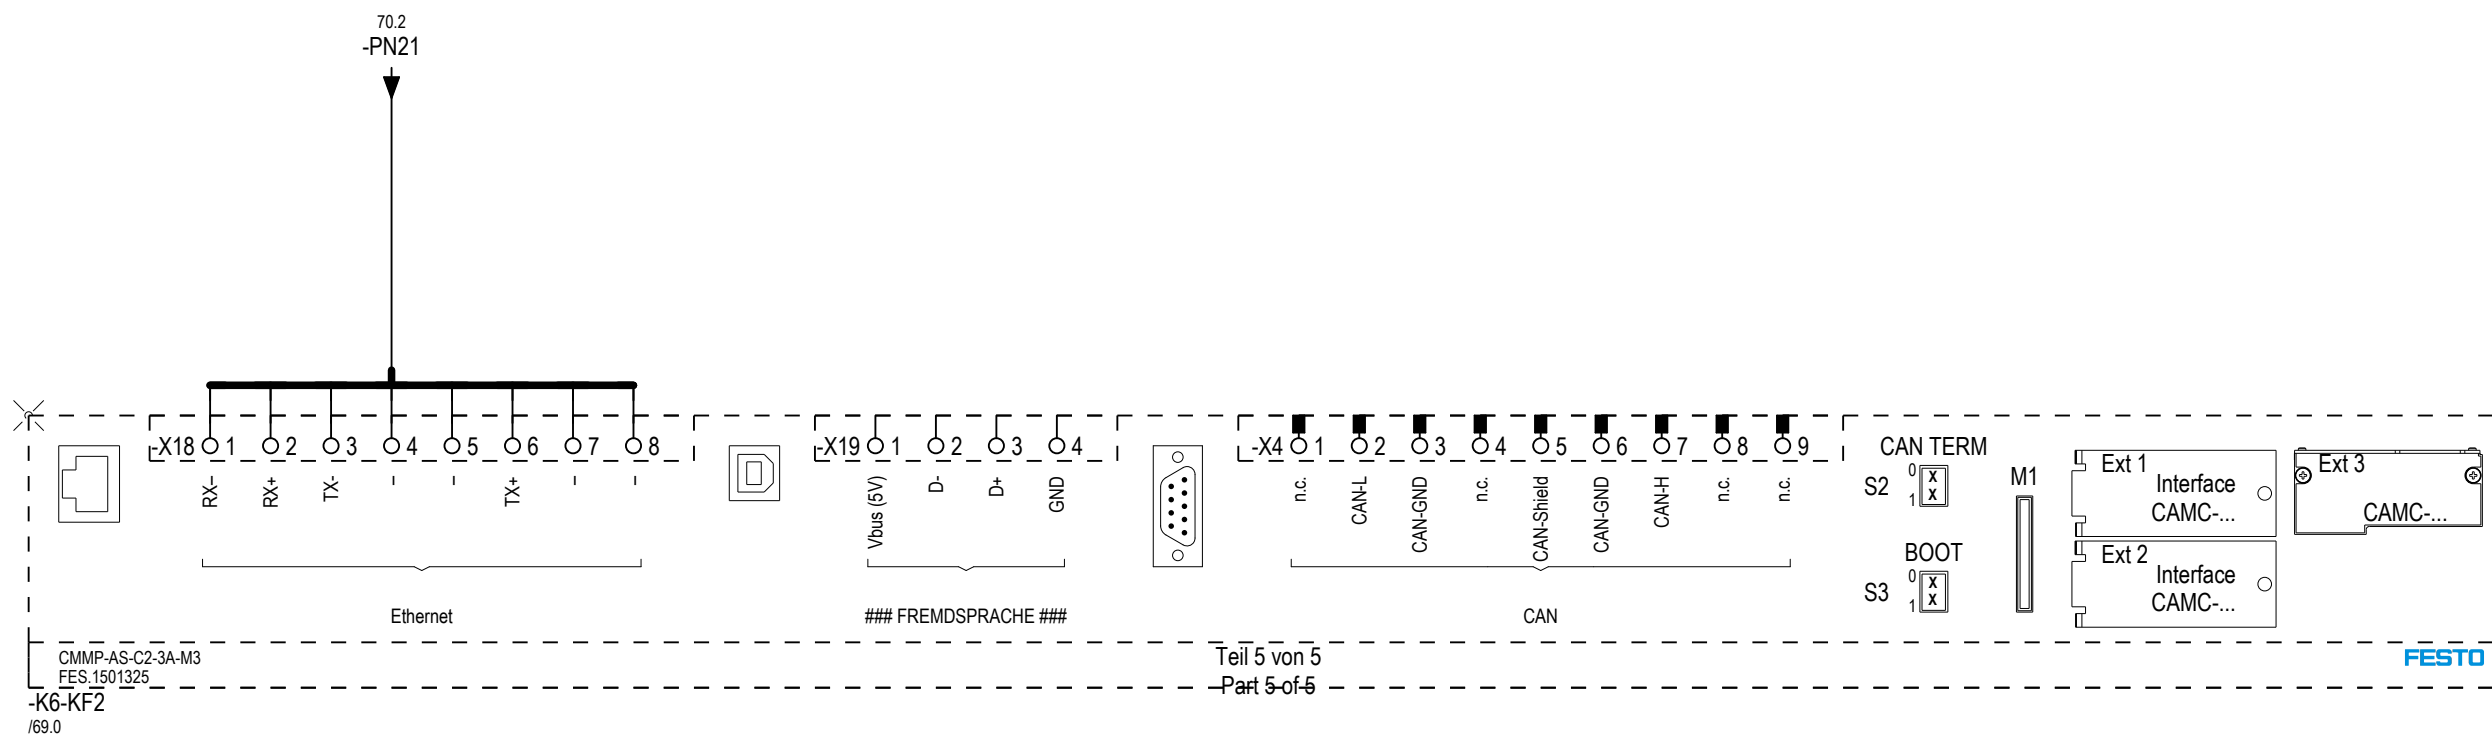 70.2
-PN21
-X18 1 2 3 4 5 6 7 8
RX– RX+ TX- - - TX+ - -
Ethernet
-X19 1 2 3 4
Vbus (5V) D- D+ GND
### FREMDSPRACHE ###
-X4 1 2 3 4 5 6 7 8 9
n.c. CAN-L CAN-GND n.c. CAN-Shield CAN-GND CAN-H n.c. n.c.
CAN
CAN TERM
S2 0 1 X X
BOOT
S3 0 1 X X
M1
Ext 1
Interface
CAMC-...
Ext 2
Interface
CAMC-...
Ext 3
CAMC-...
CMMP-AS-C2-3A-M3
FES.1501325
Teil 5 von 5
Part 5 of 5
FESTO
-K6-KF2
/69.0